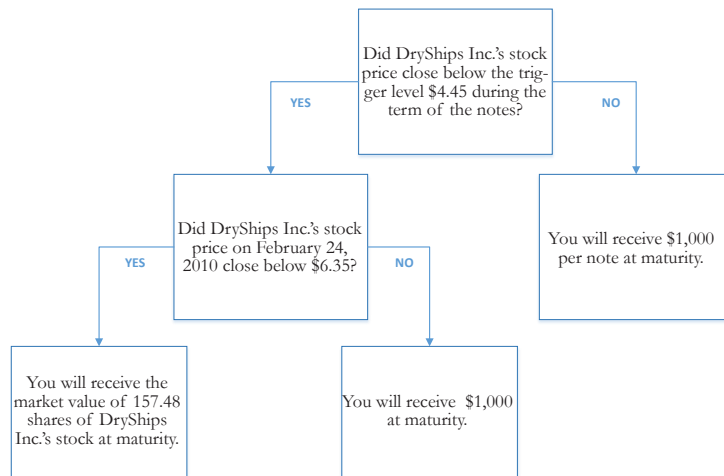 Did DryShips Inc.'s stock
price close below the trig-
ger level $4.45 during the
term of the notes?
YES
NO
Did DryShips Inc.'s stock
price on February 24,
2010 close below $6.35?
You will receive $1,000
per note at maturity.
YES
NO
You will receive the
market value of 157.48
shares of DryShips
Inc.'s stock at maturity.
You will receive $1,000
at maturity.